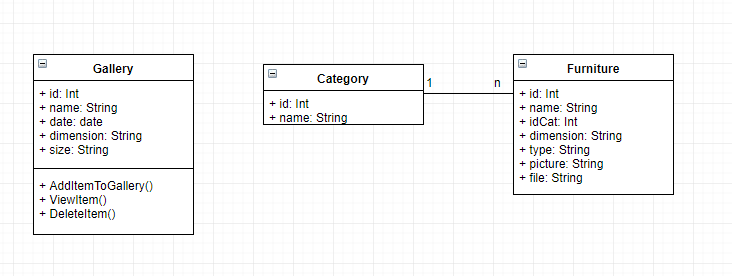 Gallery
+ id: Int
+ name: String
+ date: date
+ dimension: String
+ size: String
+ AddItemToGallery()
+ ViewItem()
+ DeleteItem()
Category
+ id: Int
+ name: String
1
n
Furniture
+ id: Int
+ name: String
+ idCat: Int
+ dimension: String
+ type: String
+ picture: String
+ file: String